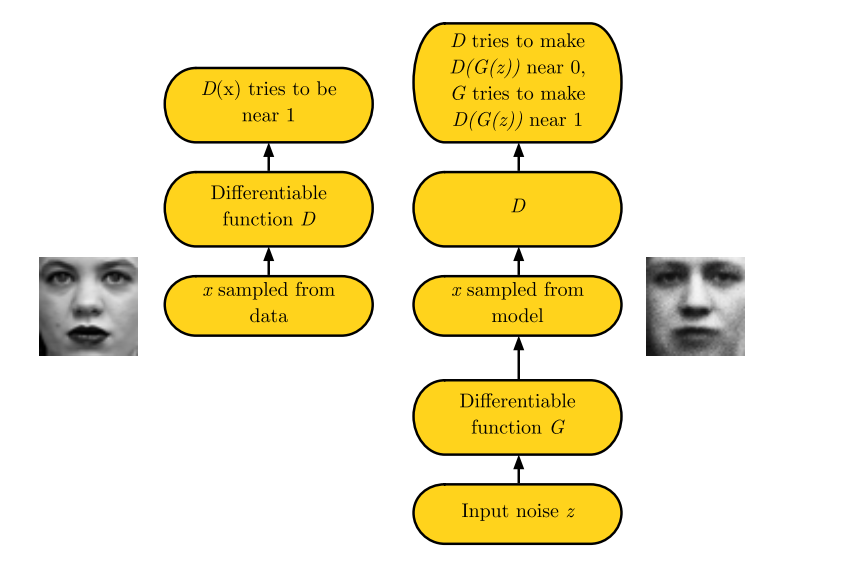 D(x) tries to be
near 1
Differentiable
function D
x sampled from
data
D tries to make
D(G(z)) near 0,
G tries to make
D(G(z)) near 1
D
x sampled from
model
Differentiable
function G
Input noise z